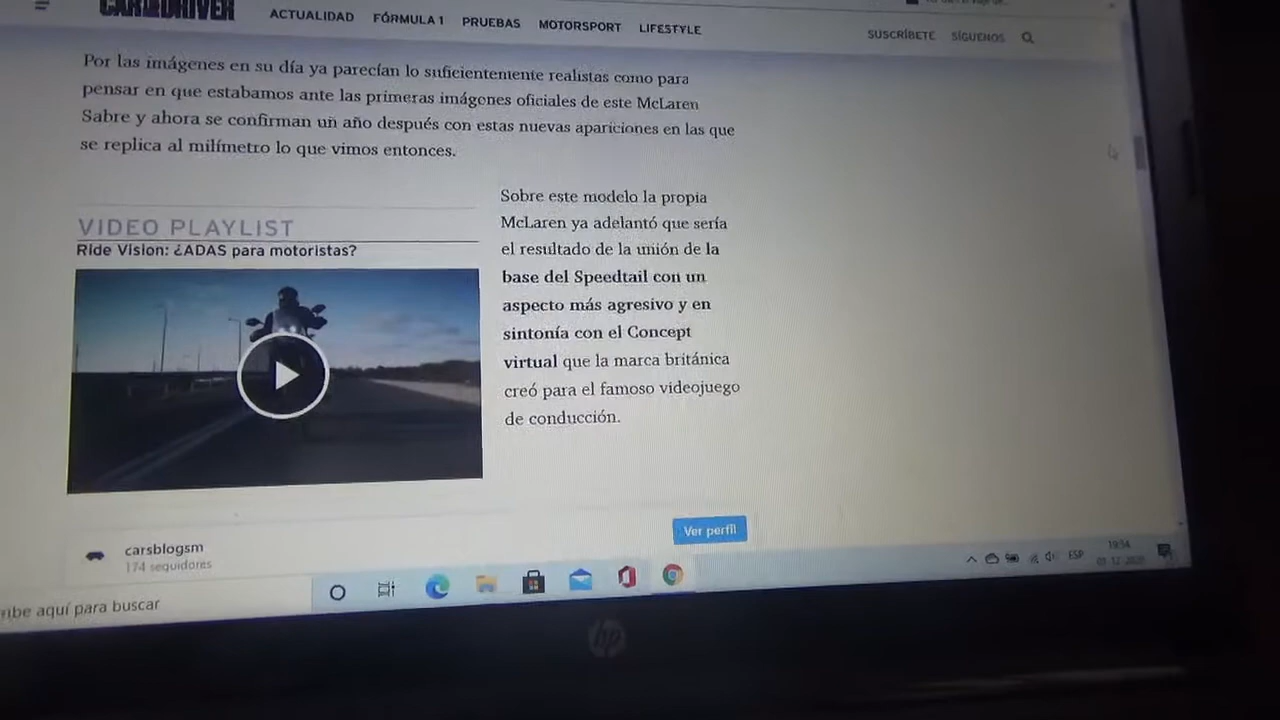 CAR AND DRIVER
ACTUALIDAD FÓRMULA 1 PRUEBAS MOTORSPORT LIFESTYLE
SUSCRÍBETE SÍGUENOS
Por las imágenes en su día ya parecían lo suficientemente realistas como para
pensar en que estabamos ante las primeras imágenes oficiales de este McLaren
Sabre y ahora se confirman un año después con estas nuevas apariciones en las que
se replica al milímetro lo que vimos entonces.
VIDEO PLAYLIST
Ride Vision: ¿ADAS para motoristas?
Sobre este modelo la propia
McLaren ya adelantó que sería
el resultado de la unión de la
base del Speedtail con un
aspecto más agresivo y en
sintonía con el Concept
virtual que la marca británica
creó para el famoso videojuego
de conducción.
carsblogsm
174 seguidores
Ver perfil
aquí para buscar
ESP
hp